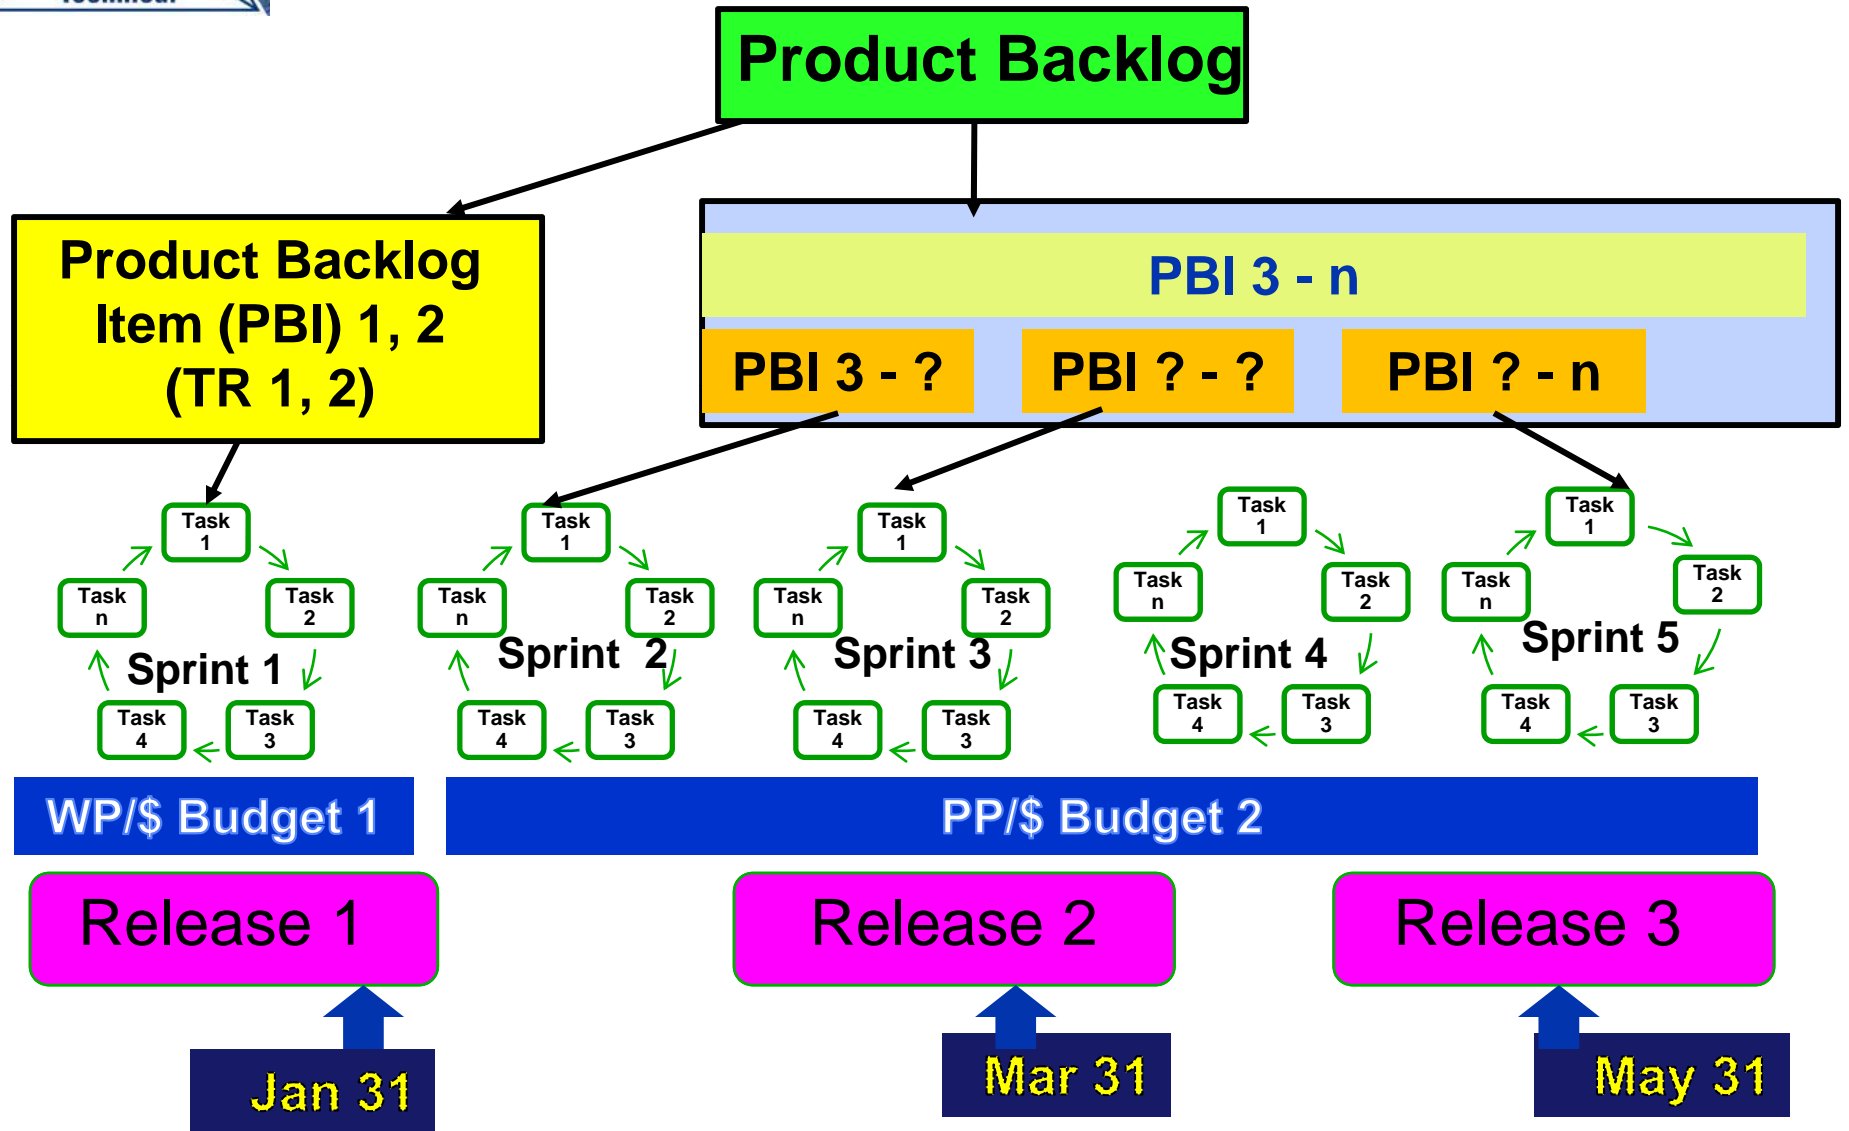 Product Backlog
Product Backlog
Item (PBI) 1, 2
(TR 1, 2)
PBI 3 - n
PBI 3 - ?
PBI ? - ?
PBI ? - n
Task
1
Task
2
Task
3
Task
4
Task
n
Sprint 1
Task
1
Task
2
Task
3
Task
4
Task
n
Sprint 2
Task
1
Task
2
Task
3
Task
4
Task
n
Sprint 3
Task
1
Task
2
Task
3
Task
4
Task
n
Sprint 4
Task
1
Task
2
Task
3
Task
4
Task
n
Sprint 5
WP/$ Budget 1
PP/$ Budget 2
Release 1
Release 2
Release 3
Jan 31
Mar 31
May 31